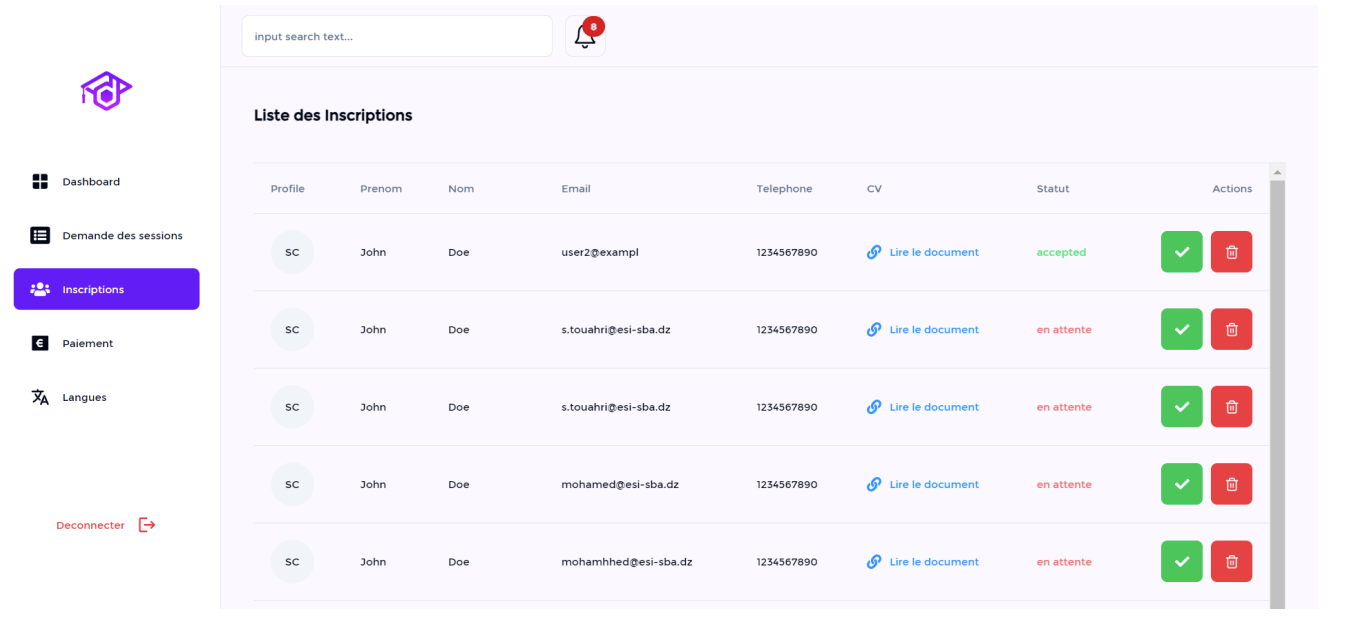 input search text...
8
Liste des Inscriptions
Dashboard
Demande des sessions
Inscriptions
Paiement
Langues
Deconnecter
Profile Prenom Nom Email Telephone CV Statut Actions
SC John Doe user2@exampl 1234567890 Lire le document accepted
SC John Doe s.touahri@esi-sba.dz 1234567890 Lire le document en attente
SC John Doe s.touahri@esi-sba.dz 1234567890 Lire le document en attente
SC John Doe mohamed@esi-sba.dz 1234567890 Lire le document en attente
SC John Doe mohamhhed@esi-sba.dz 1234567890 Lire le document en attente